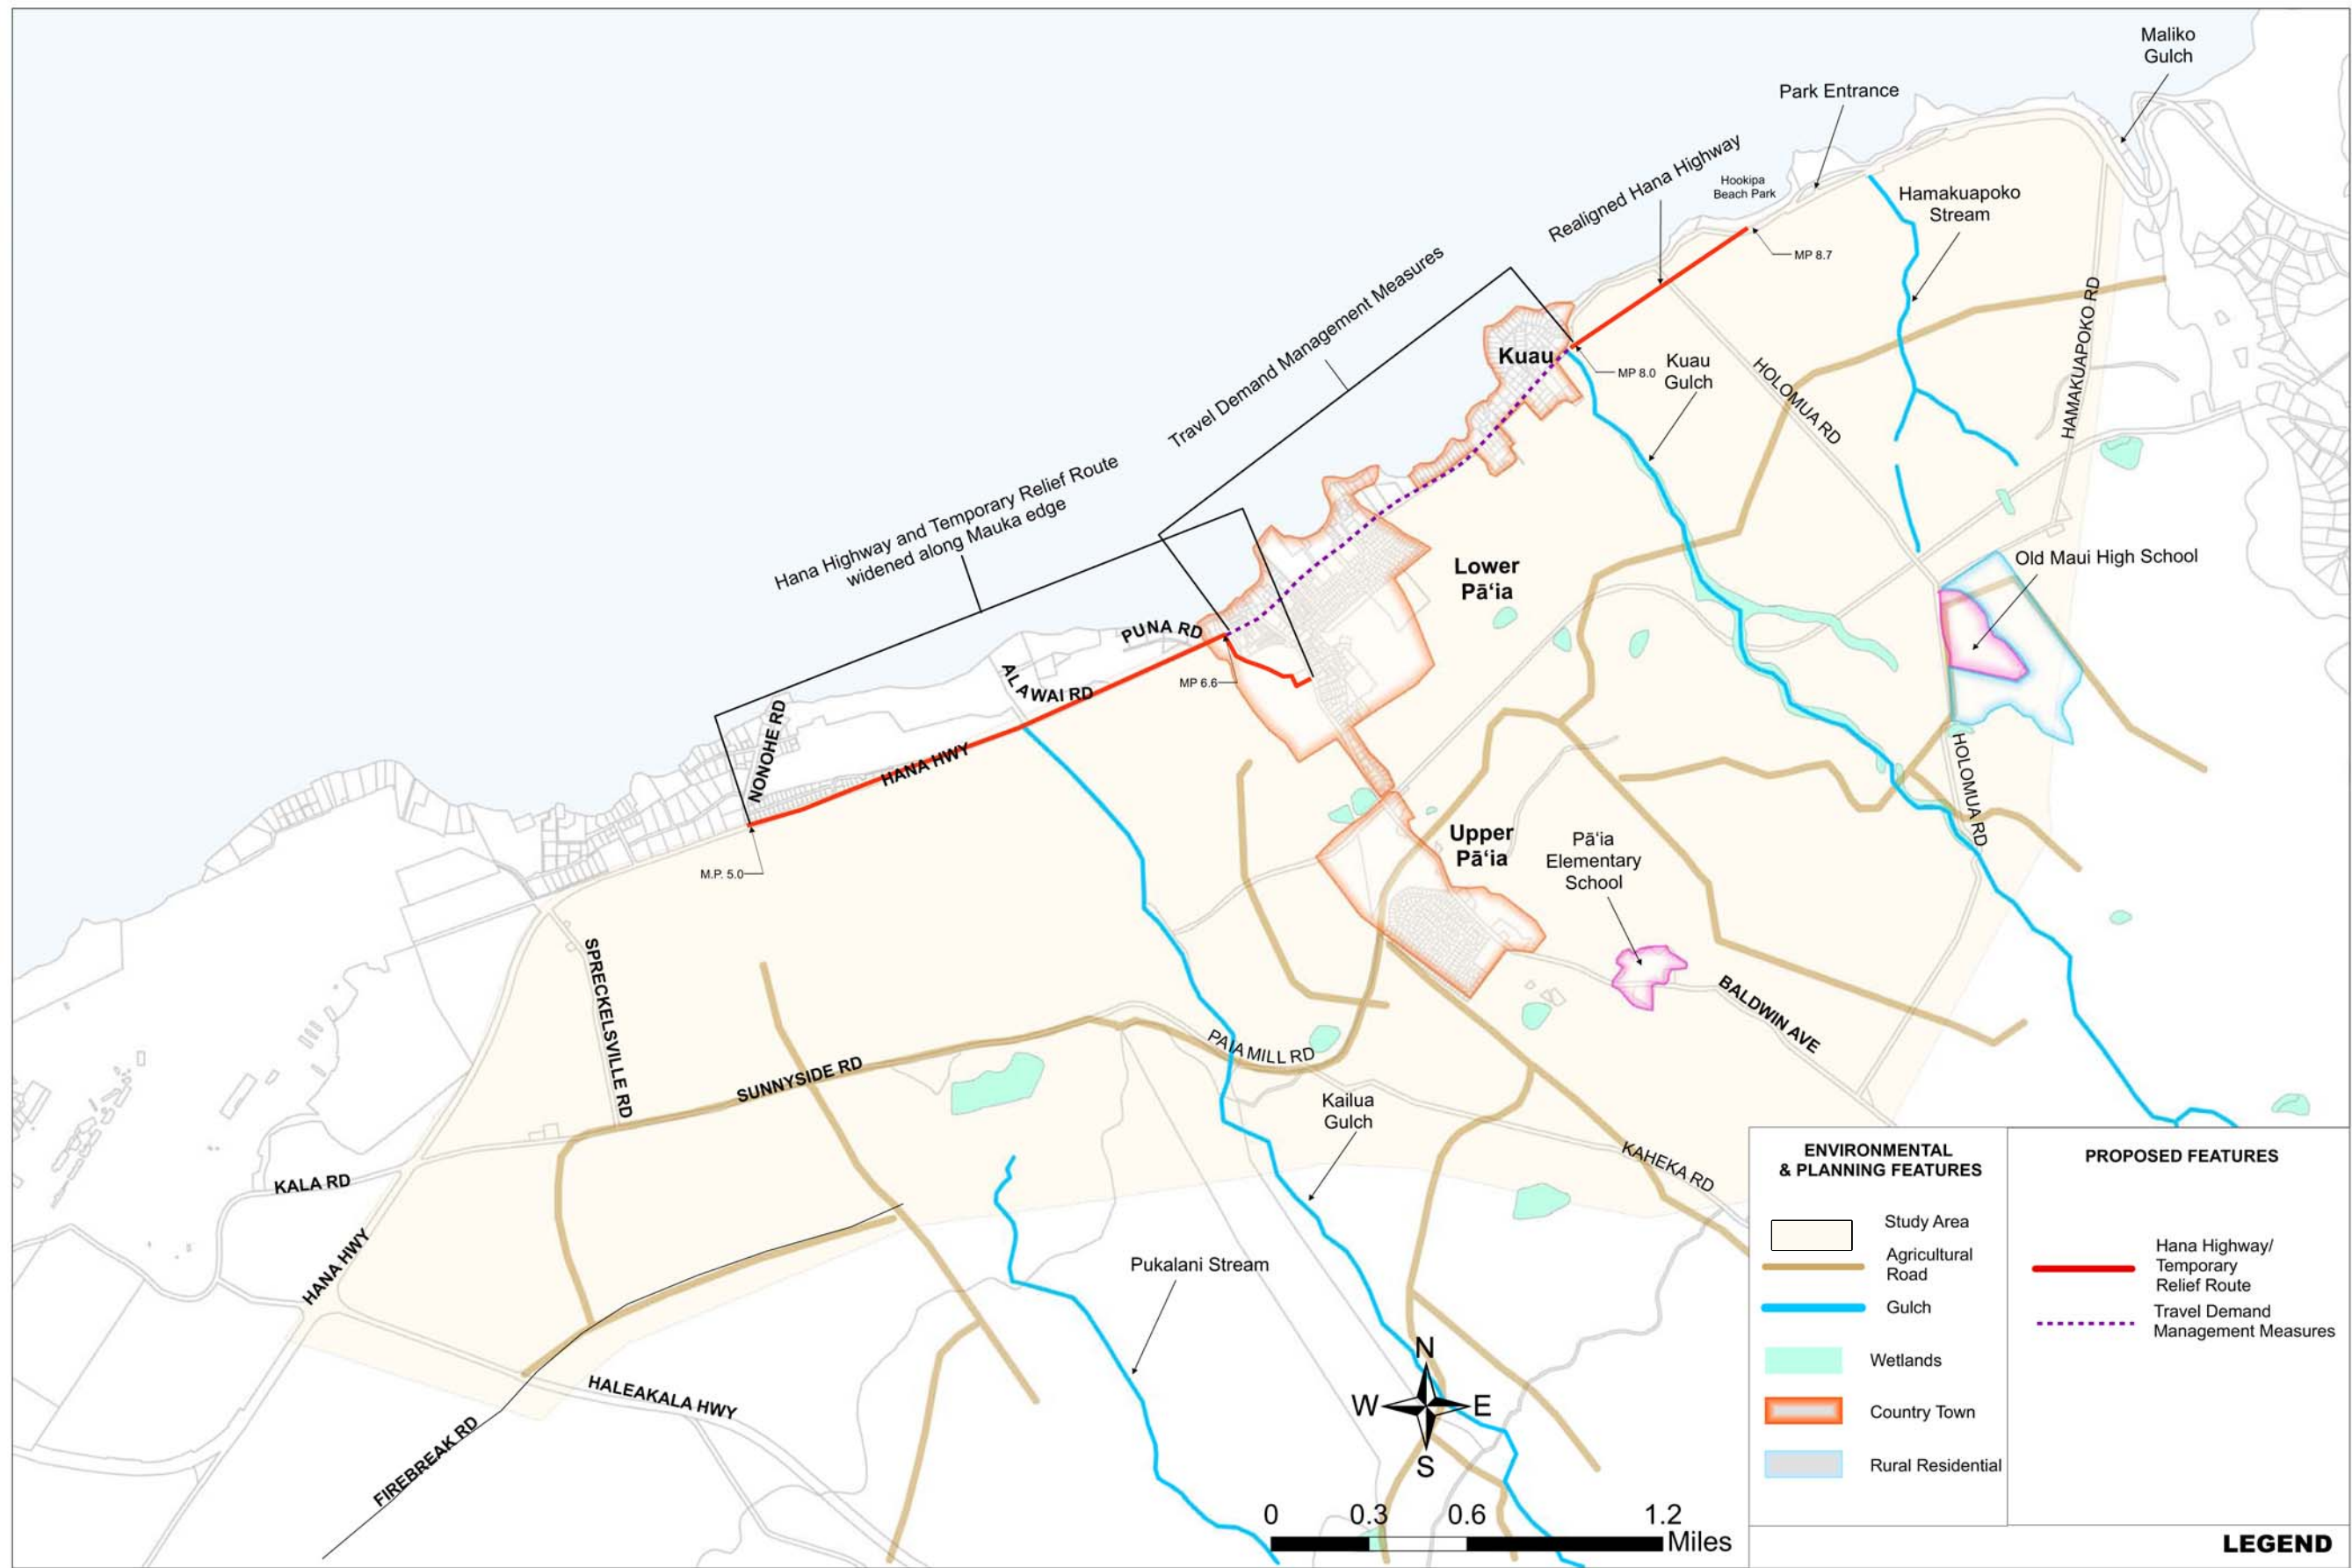 Maliko
Gulch
Park Entrance
Realigned Hana Highway
Hookipa
Beach Park
Hamakuapoko
Stream
MP 8.7
Travel Demand Management Measures
HAMAKUAPOKO RD
Kuau
MP 8.0
Kuau
Gulch
HOLOMUA RD
Hana Highway and Temporary Relief Route
widened along Mauka edge
Lower
Pāʻia
Old Maui High School
PUNA RD
ALAWAI RD
MP 6.6
NONOHE RD
HANA HWY
HOLOMUA RD
M.P. 5.0
Upper
Pāʻia
Pāʻia
Elementary
School
SPRECKELSVILLE RD
BALDWIN AVE
PAIA MILL RD
SUNNYSIDE RD
Kailua
Gulch
KAHEKA RD
KALA RD
HANA HWY
Pukalani Stream
HALEAKALA HWY
FIREBREAK RD
N
W
E
S
0
0.3
0.6
1.2
Miles
ENVIRONMENTAL
& PLANNING FEATURES
Study Area
Agricultural
Road
Gulch
Wetlands
Country Town
Rural Residential
PROPOSED FEATURES
Hana Highway/
Temporary
Relief Route
Travel Demand
Management Measures
LEGEND